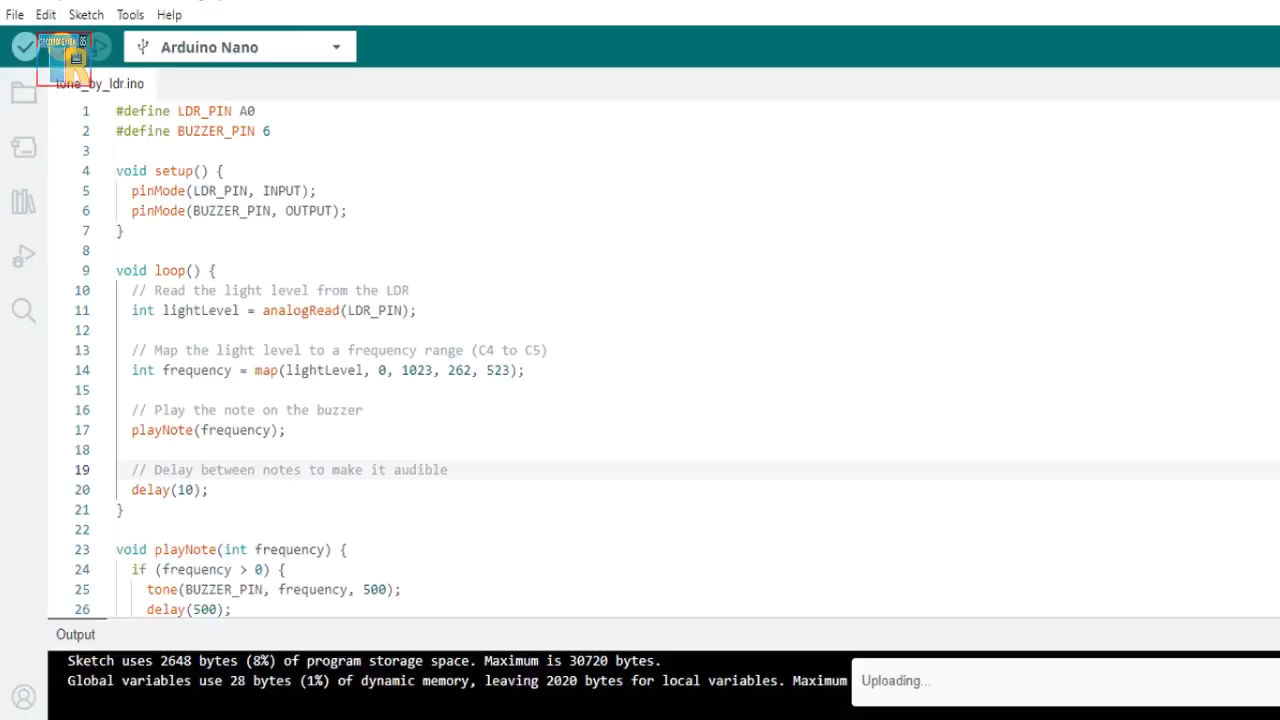 File Edit Sketch Tools Help
Arduino Nano
tone_by_ldr.ino
1 #define LDR_PIN A0
2 #define BUZZER_PIN 6
3
4 void setup() {
5 pinMode(LDR_PIN, INPUT);
6 pinMode(BUZZER_PIN, OUTPUT);
7 }
8
9 void loop() {
10 // Read the light level from the LDR
11 int lightLevel = analogRead(LDR_PIN);
12
13 // Map the light level to a frequency range (C4 to C5)
14 int frequency = map(lightLevel, 0, 1023, 262, 523);
15
16 // Play the note on the buzzer
17 playNote(frequency);
18
19 // Delay between notes to make it audible
20 delay(10);
21 }
22
23 void playNote(int frequency) {
24 if (frequency > 0) {
25 tone(BUZZER_PIN, frequency, 500);
26 delay(500);
Output
Sketch uses 2648 bytes (8%) of program storage space. Maximum is 30720 bytes.
Global variables use 28 bytes (1%) of dynamic memory, leaving 2020 bytes for local variables. Maximum
Uploading...